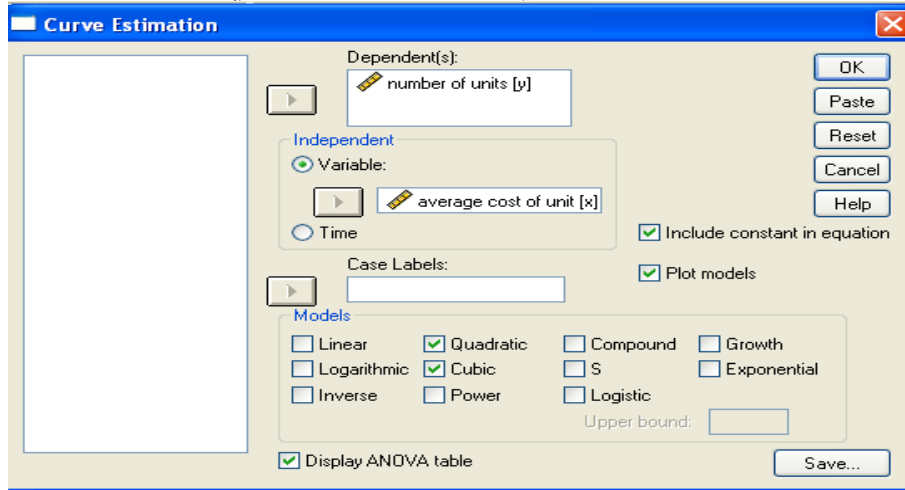 Curve Estimation
Dependent(s):
number of units [y]
OK
Paste
Reset
Cancel
Help
Independent
Variable:
average cost of unit [x]
Time
Include constant in equation
Case Labels:
Plot models
Models
Linear Quadratic Compound Growth
Logarithmic Cubic S Exponential
Inverse Power Logistic
Upper bound:
Display ANOVA table
Save...